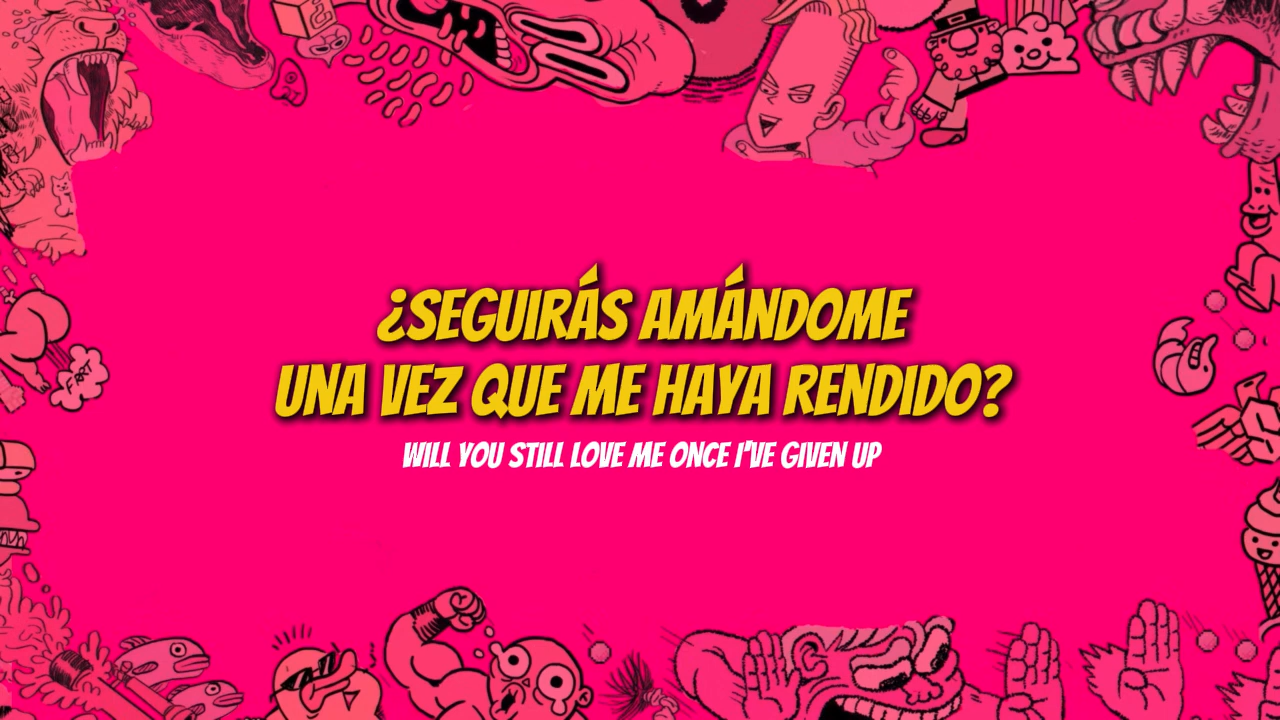 ¿SEGUIRÁS AMÁNDOME
UNA VEZ QUE ME HAYA RENDIDO?
WILL YOU STILL LOVE ME ONCE I'VE GIVEN UP
FART